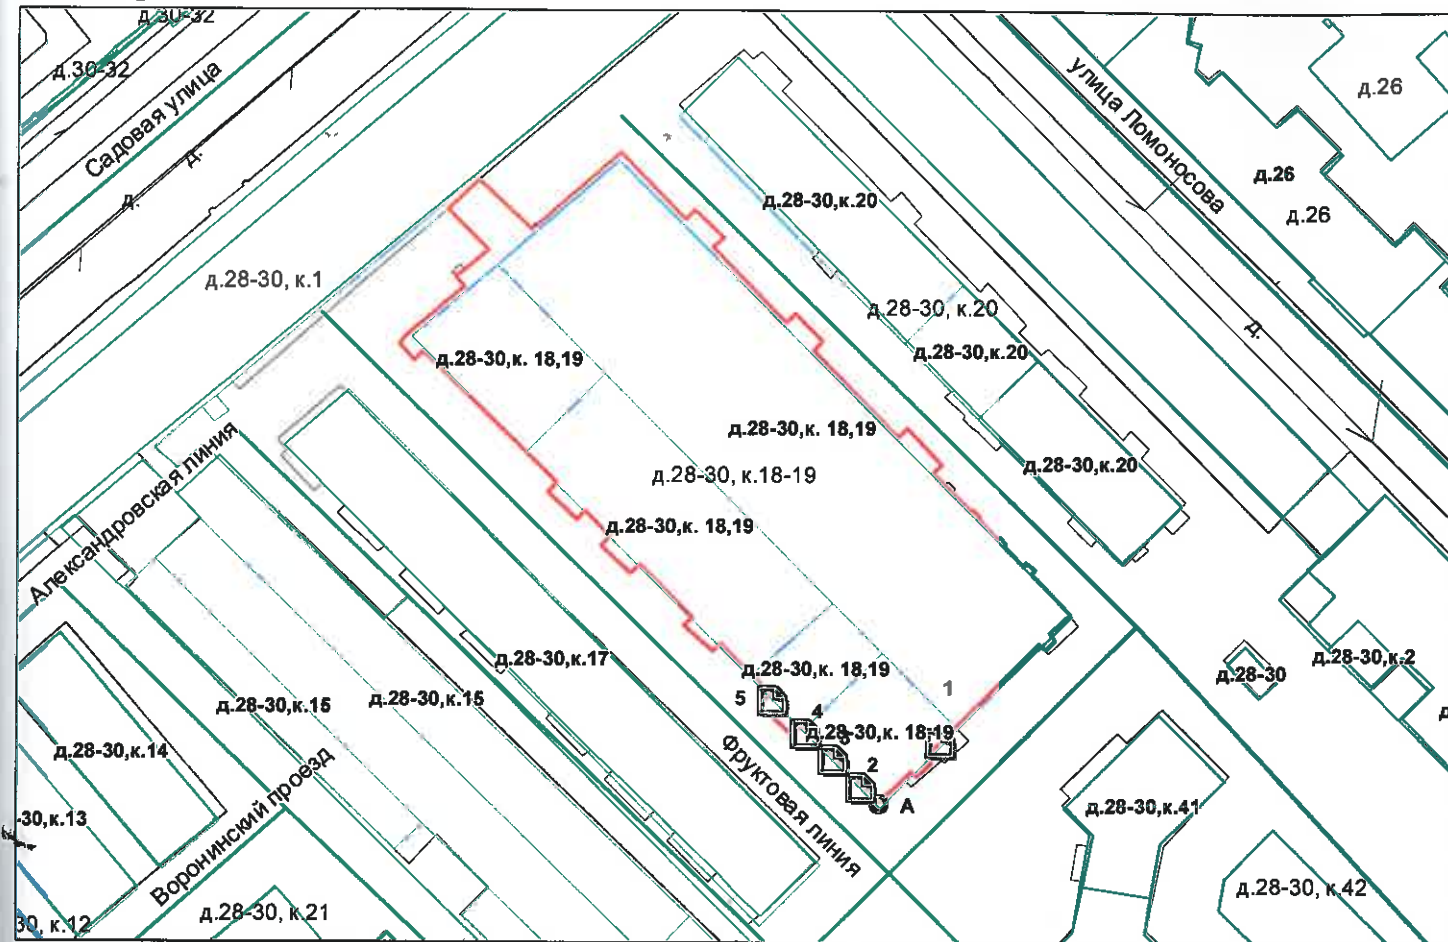 д.30-32
д.30-32
Садовая улица
д.
д.
улица Ломоносова
д.26
д.26
д.26
д.28-30,к.20
д.28-30, к.1
д.28-30, к.20
д.
д.28-30,к. 18,19
д.28-30,к.20
д.28-30,к. 18,19
д.28-30, к.18-19
д.28-30,к.20
Александровская линия
д.28-30,к. 18,19
д.28-30,к.17
д.28-30,к. 18,19
д.28-30,к.2
д.28-30
1
5
д.28-30,к.15
д.28-30,к.15
4
д.28-30,к. 18-19
д.28-30,к.14
2
А
Фруктовая линия
д.28-30,к.41
-30,к.13
Воронинский проезд
д.28-30, к.42
д.28-30, к.21
30, к.12